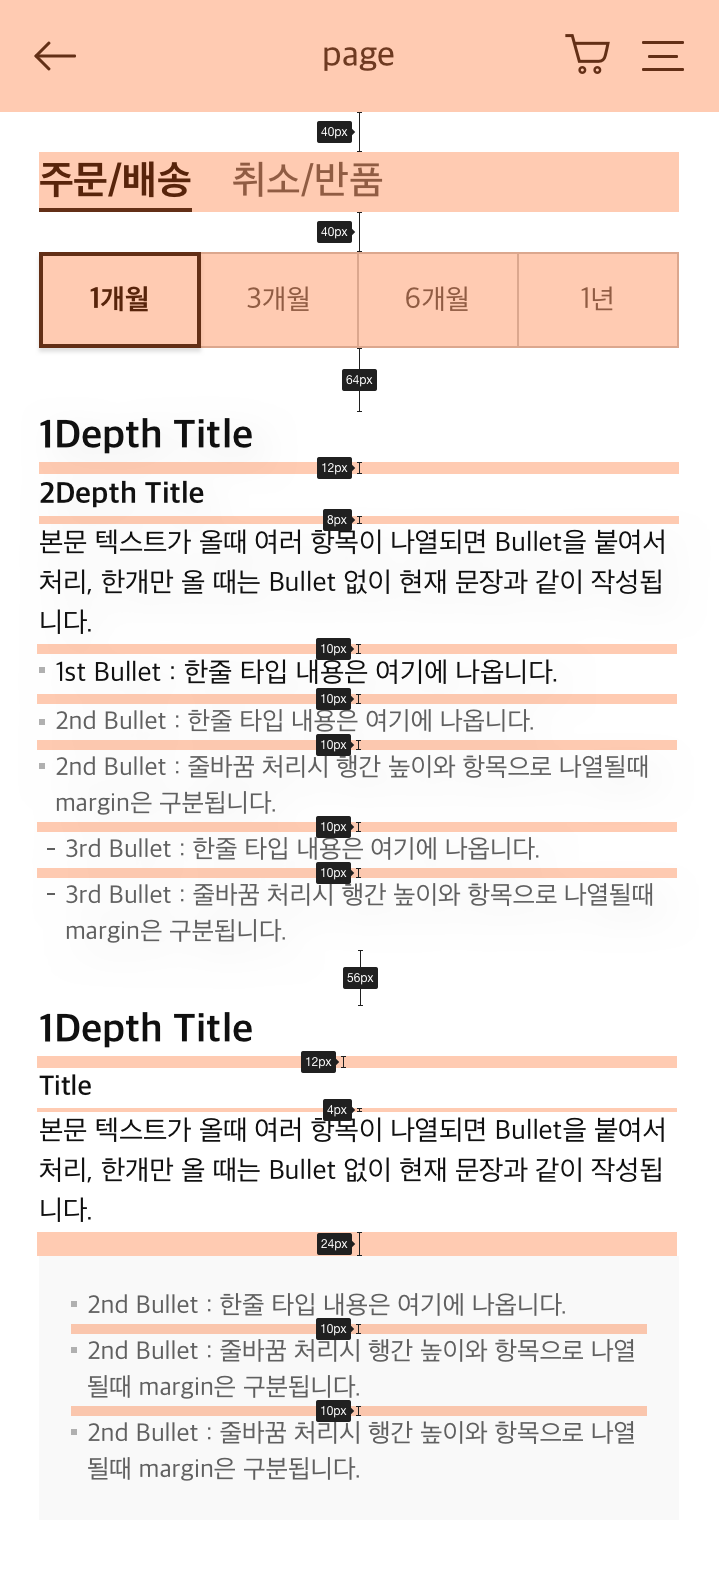 page
40px
주문/배송 취소/반품
40px
1개월 3개월 6개월 1년
64px
1Depth Title
12px
2Depth Title
8px
본문 텍스트가 올때 여러 항목이 나열되면 Bullet을 붙여서
처리, 한개만 올 때는 Bullet 없이 현재 문장과 같이 작성됩
니다.
10px
1st Bullet : 한줄 타입 내용은 여기에 나옵니다.
10px
2nd Bullet : 한줄 타입 내용은 여기에 나옵니다.
10px
2nd Bullet : 줄바꿈 처리시 행간 높이와 항목으로 나열될때
margin은 구분됩니다.
10px
- 3rd Bullet : 한줄 타입 내용은 여기에 나옵니다.
10px
- 3rd Bullet : 줄바꿈 처리시 행간 높이와 항목으로 나열될때
margin은 구분됩니다.
56px
1Depth Title
12px
Title
4px
본문 텍스트가 올때 여러 항목이 나열되면 Bullet을 붙여서
처리, 한개만 올 때는 Bullet 없이 현재 문장과 같이 작성됩
니다.
24px
2nd Bullet : 한줄 타입 내용은 여기에 나옵니다.
10px
2nd Bullet : 줄바꿈 처리시 행간 높이와 항목으로 나열
될때 margin은 구분됩니다.
10px
2nd Bullet : 줄바꿈 처리시 행간 높이와 항목으로 나열
될때 margin은 구분됩니다.